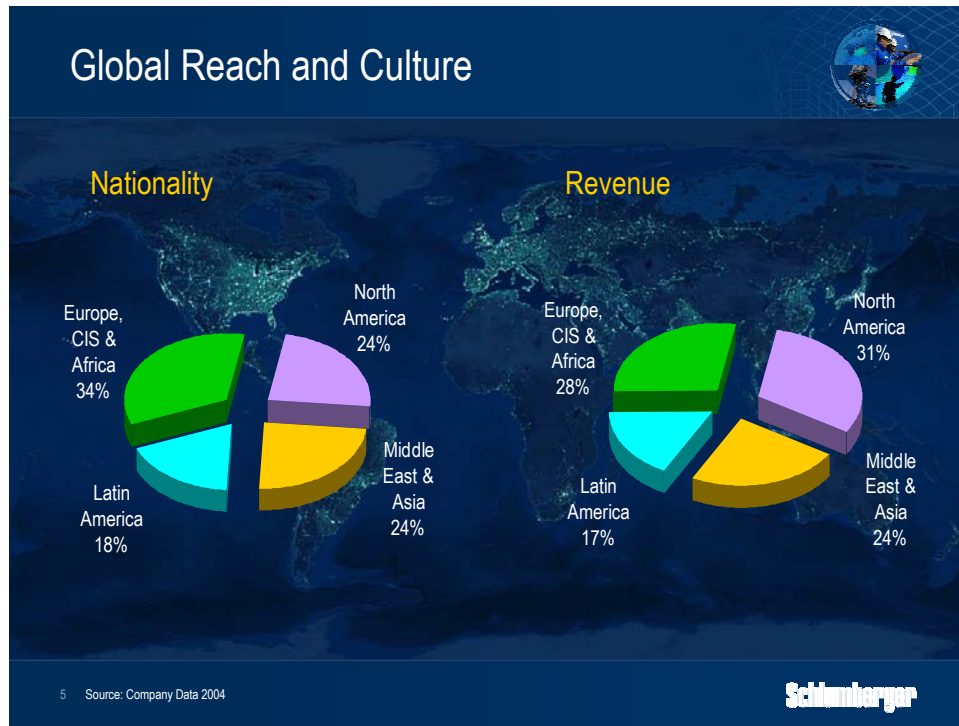 Global Reach and Culture
Nationality
Revenue
Europe,
CIS &
Africa
34%
North
America
24%
Middle
East &
Asia
24%
Latin
America
18%
Europe,
CIS &
Africa
28%
North
America
31%
Middle
East &
Asia
24%
Latin
America
17%
5 Source: Company Data 2004
Schlumberger